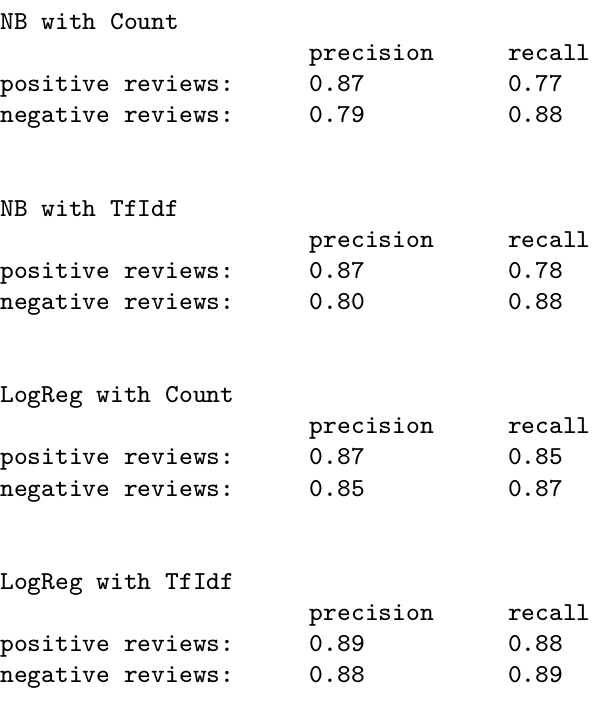 NB with Count
precision recall
positive reviews: 0.87 0.77
negative reviews: 0.79 0.88
NB with TfIdf
precision recall
positive reviews: 0.87 0.78
negative reviews: 0.80 0.88
LogReg with Count
precision recall
positive reviews: 0.87 0.85
negative reviews: 0.85 0.87
LogReg with TfIdf
precision recall
positive reviews: 0.89 0.88
negative reviews: 0.88 0.89